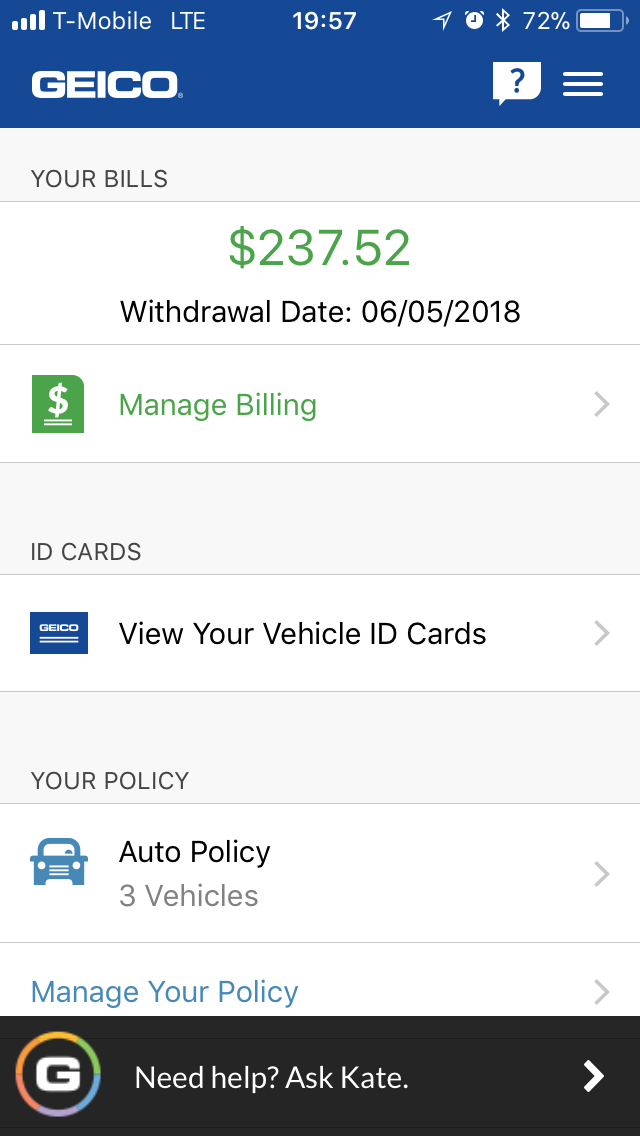 T-Mobile LTE 19:57 72%
GEICO
?
YOUR BILLS
$237.52
Withdrawal Date: 06/05/2018
$
Manage Billing
ID CARDS
GEICO
View Your Vehicle ID Cards
YOUR POLICY
Auto Policy
3 Vehicles
Manage Your Policy
G
Need help? Ask Kate.